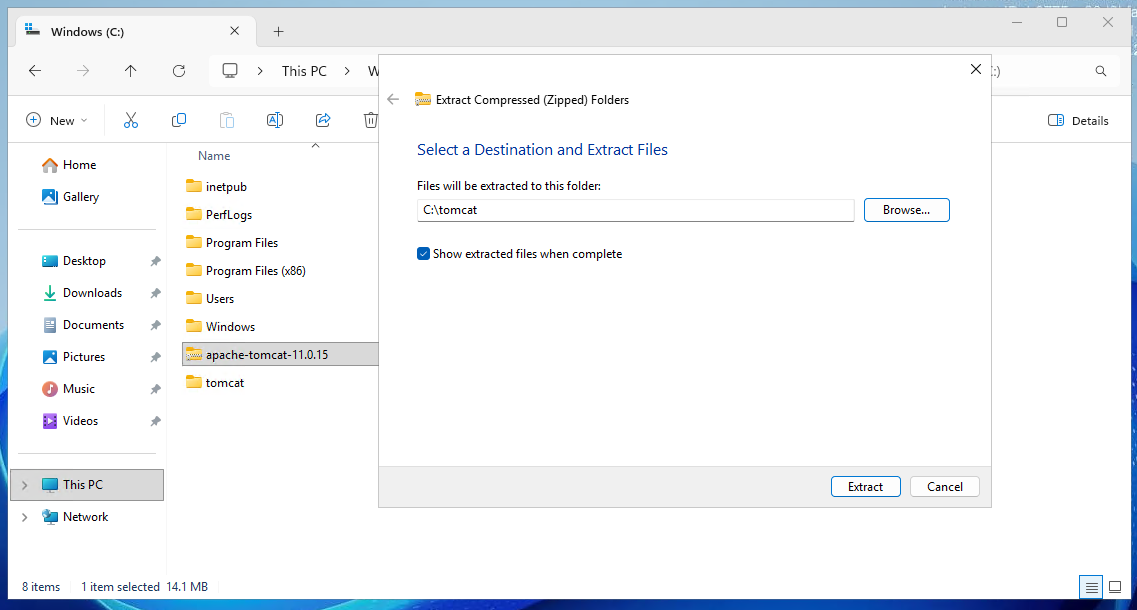 Windows (C:)
This PC
New
Details
Home
Gallery
Desktop
Downloads
Documents
Pictures
Music
Videos
This PC
Network
Name
inetpub
PerfLogs
Program Files
Program Files (x86)
Users
Windows
apache-tomcat-11.0.15
tomcat
Extract Compressed (Zipped) Folders
Select a Destination and Extract Files
Files will be extracted to this folder:
C:\tomcat
Browse...
Show extracted files when complete
Extract
Cancel
8 items
1 item selected 14.1 MB